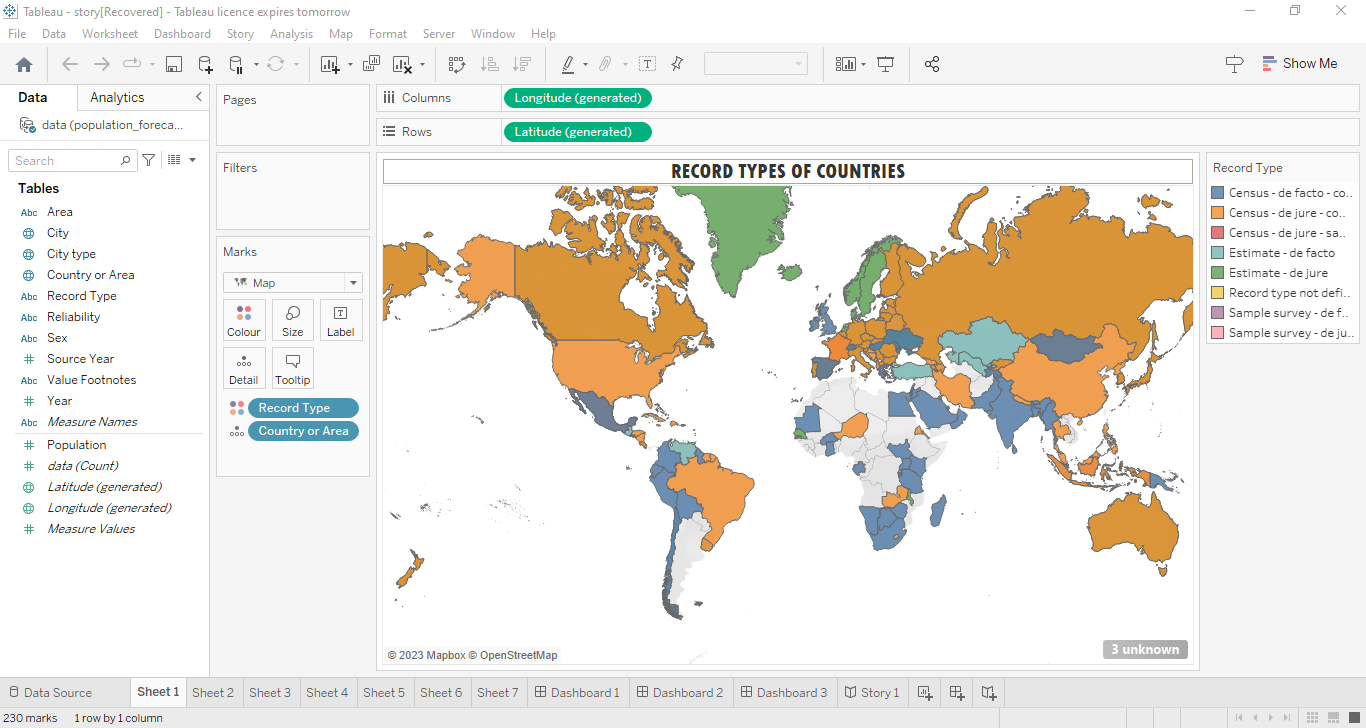 Tableau - story[Recovered] - Tableau licence expires tomorrow
File Data Worksheet Dashboard Story Analysis Map Format Server Window Help
Show Me
Data Analytics
data (population_foreca...
Search
Tables
Abc Area
City
City type
Country or Area
Abc Record Type
Abc Reliability
Abc Sex
Source Year
Abc Value Footnotes
Year
Abc Measure Names
Population
data (Count)
Latitude (generated)
Longitude (generated)
Measure Values
Pages
Filters
Marks
Map
Colour Size Label
Detail Tooltip
Record Type
Country or Area
Columns Longitude (generated)
Rows Latitude (generated)
RECORD TYPES OF COUNTRIES
© 2023 Mapbox © OpenStreetMap
3 unknown
Record Type
Census - de facto - co..
Census - de jure - co...
Census - de jure - sa...
Estimate - de facto
Estimate - de jure
Record type not defi..
Sample survey - de f..
Sample survey - de ju..
Data Source Sheet 1 Sheet 2 Sheet 3 Sheet 4 Sheet 5 Sheet 6 Sheet 7 Dashboard 1 Dashboard 2 Dashboard 3 Story 1
230 marks 1 row by 1 column